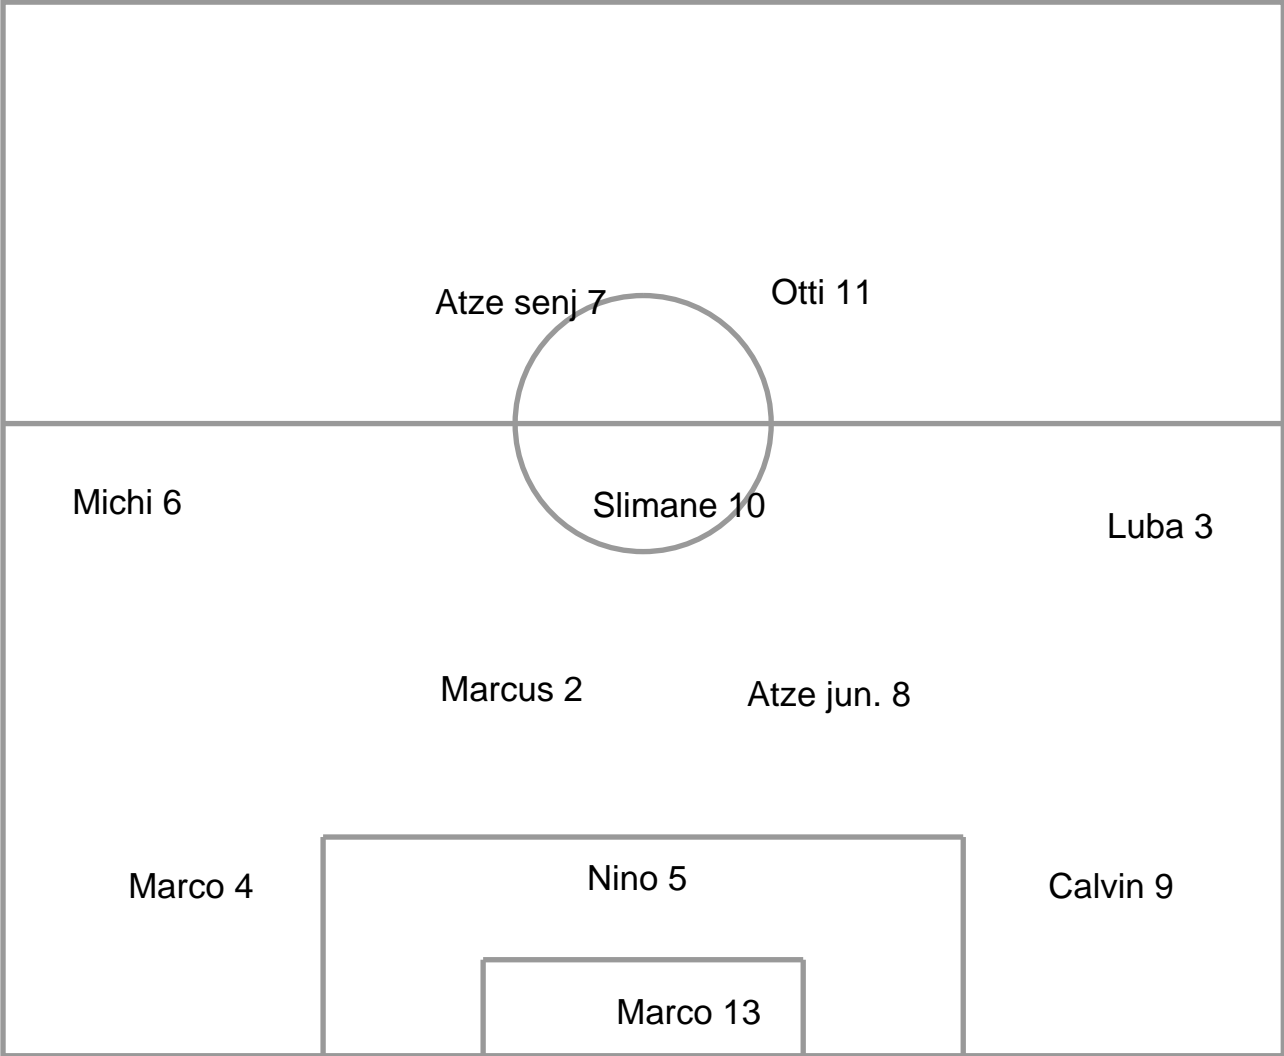 Atze senj 7
Otti 11
Michi 6
Slimane 10
Luba 3
Marcus 2
Atze jun. 8
Marco 4
Nino 5
Calvin 9
Marco 13